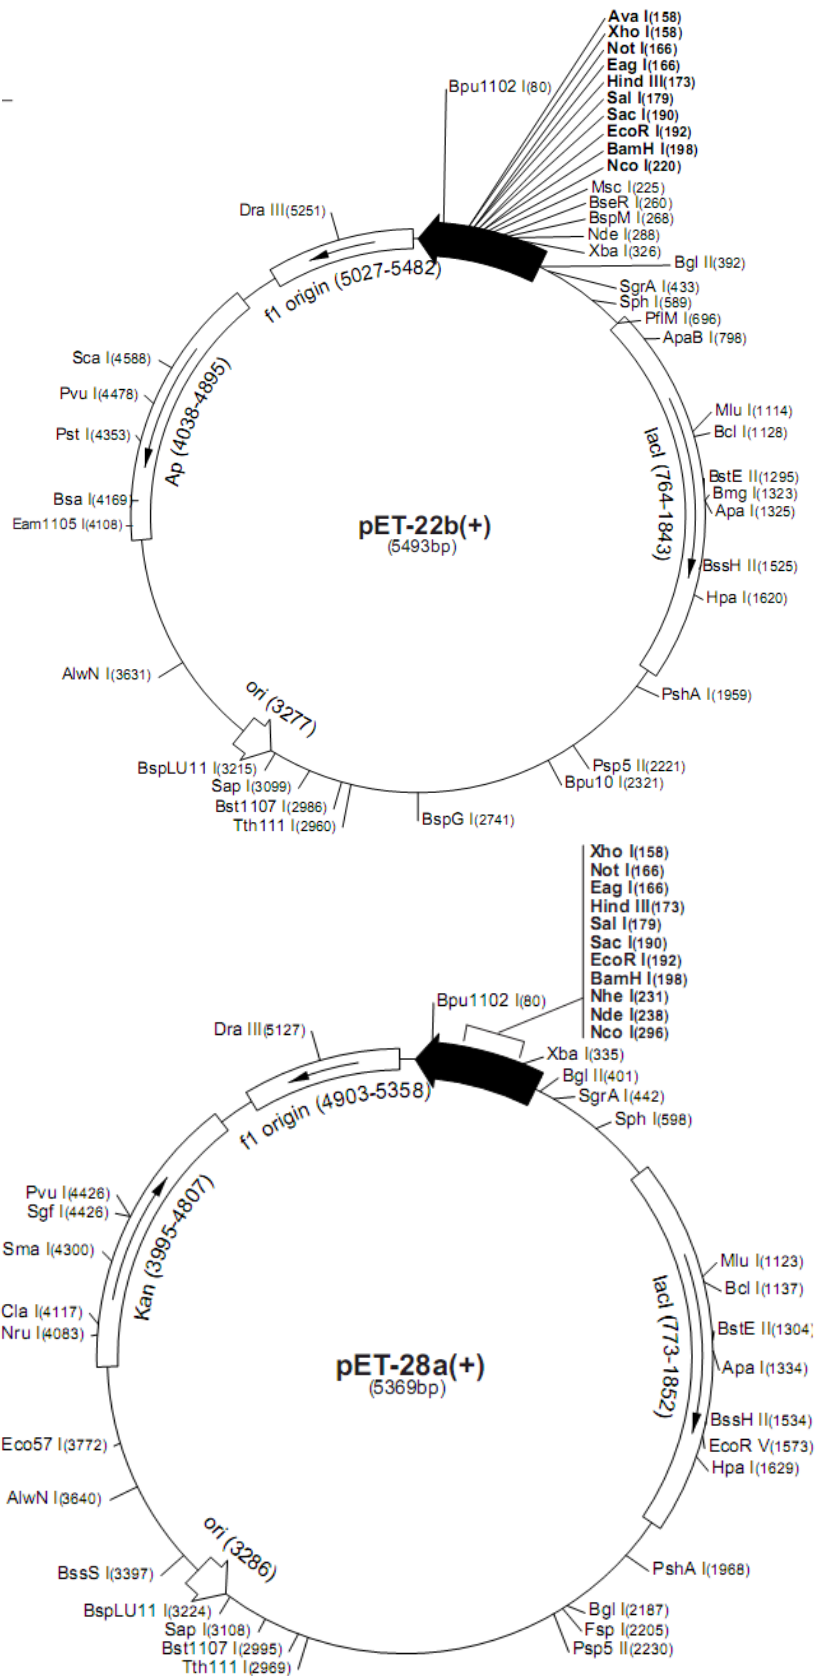 Ava I(158)
Xho I(158)
Not I(166)
Eag I(166)
Hind III(173)
Sal I(179)
Sac I(190)
EcoR I(192)
BamH I(198)
Nco I(220)
Bpu1102 I(80)
Msc I(225)
BseR I(260)
BspM I(268)
Nde I(288)
Xba I(326)
Bgl II(392)
SgrA I(433)
Sph I(589)
PflM I(696)
ApaB I(798)
Dra III(5251)
f1 origin (5027-5482)
Sca I(4588)
Pvu I(4478)
Pst I(4353)
Bsa I(4169)
Eam1105 I(4108)
Ap (4038-4895)
lacI (764-1843)
Mlu I(1114)
Bcl I(1128)
BstE II(1295)
Bmg I(1323)
Apa I(1325)
BssH II(1525)
Hpa I(1620)
pET-22b(+)
(5493bp)
AlwN I(3631)
PshA I(1959)
ori (3277)
BspLU11 I(3215)
Sap I(3099)
Bst1107 I(2986)
Tth111 I(2960)
BspG I(2741)
Psp5 II(2221)
Bpu10 I(2321)
Xho I(158)
Not I(166)
Eag I(166)
Hind III(173)
Sal I(179)
Sac I(190)
EcoR I(192)
BamH I(198)
Nhe I(231)
Nde I(238)
Nco I(296)
Bpu1102 I(80)
Dra III(5127)
Xba I(335)
Bgl II(401)
SgrA I(442)
Sph I(598)
f1 origin (4903-5358)
Pvu I(4426)
Sgf I(4426)
Sma I(4300)
Cla I(4117)
Nru I(4083)
Kan (3995-4807)
lacI (773-1852)
Mlu I(1123)
Bcl I(1137)
BstE II(1304)
Apa I(1334)
BssH II(1534)
EcoR V(1573)
Hpa I(1629)
pET-28a(+)
(5369bp)
Eco57 I(3772)
AlwN I(3640)
BssS I(3397)
ori (3286)
BspLU11 I(3224)
Sap I(3108)
Bst1107 I(2995)
Tth111 I(2969)
PshA I(1968)
Bgl I(2187)
Fsp I(2205)
Psp5 II(2230)